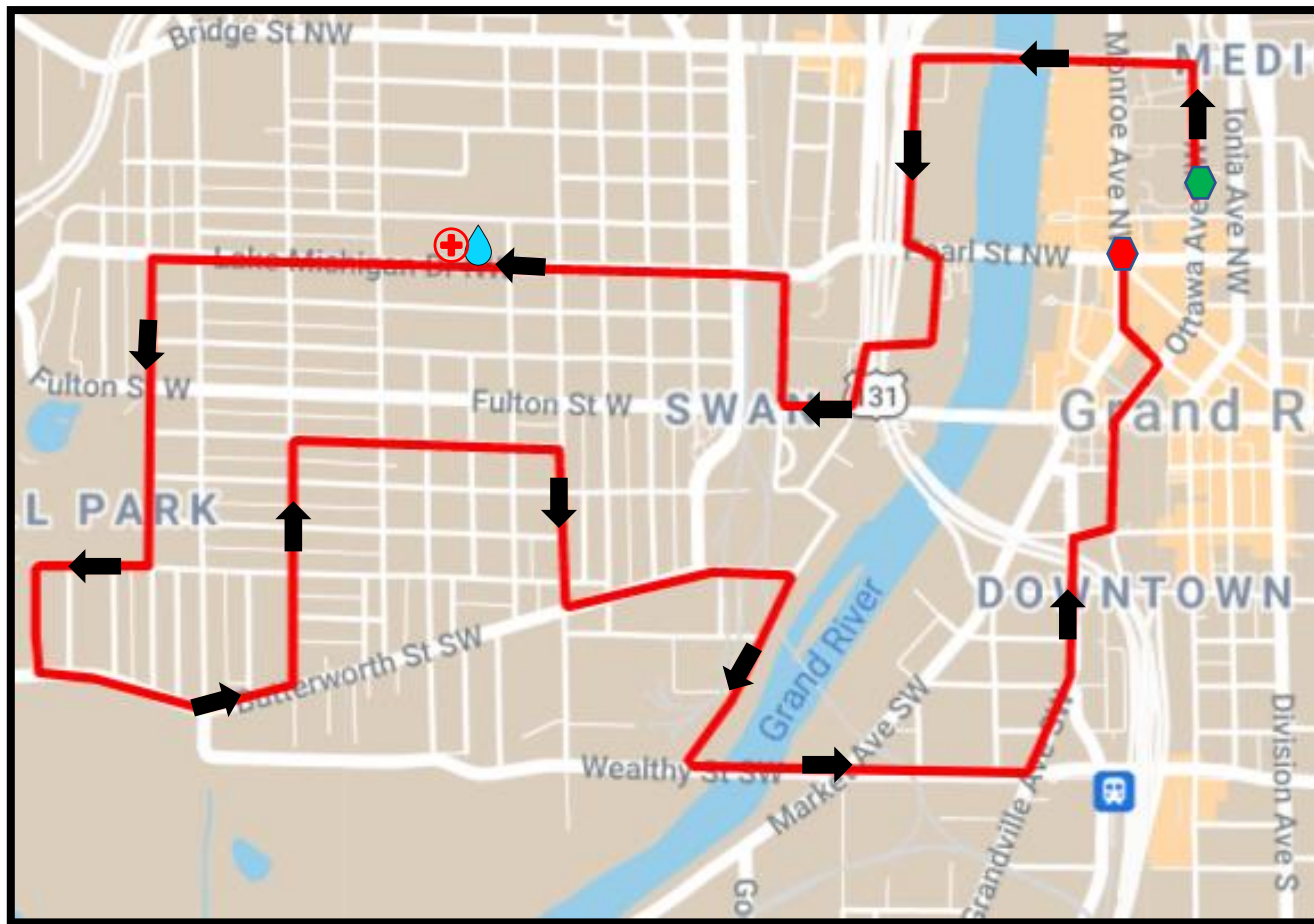 Bridge St NW
Monroe Ave N
MEDI
Ionia Ave NW
Lake Michigan Dr NW
Pearl St NW
Ottawa Ave N
Fulton St W
Fulton St W
SWAN
131
Grand R
L PARK
DOWNTOWN
Grand River
Butterworth St SW
Wealthy St SW
Market Ave SW
Grandville Ave SW
Division Ave S
Go